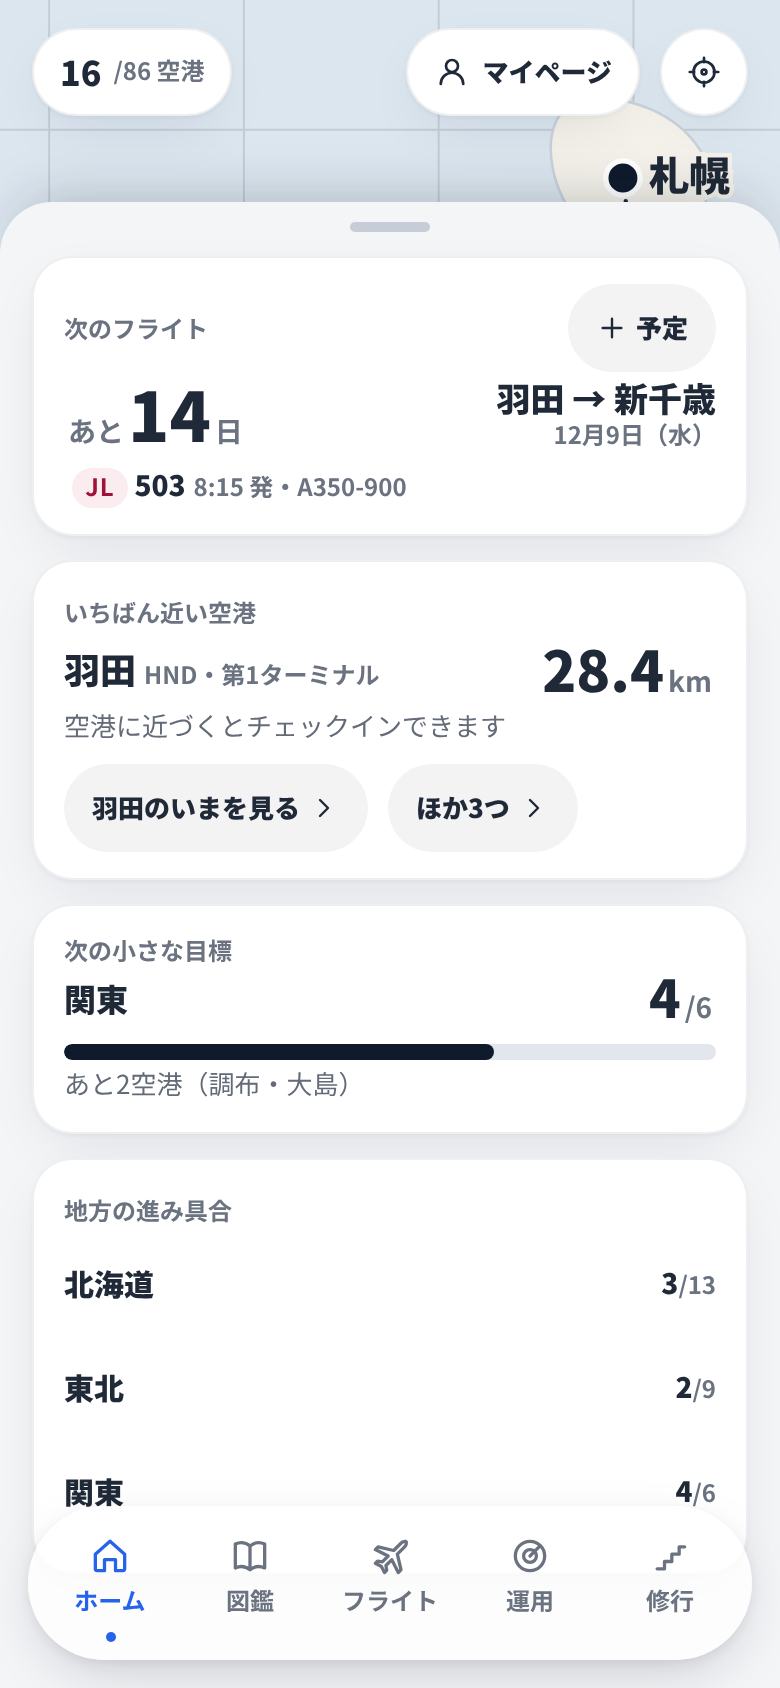 16 /86 空港
マイページ
札幌
次のフライト
＋ 予定
あと14日
羽田 → 新千歳
12月9日（水）
JL 503 8:15 発・A350-900
いちばん近い空港
羽田 HND・第1ターミナル
28.4 km
空港に近づくとチェックインできます
羽田のいまを見る
ほか3つ
次の小さな目標
関東
4/6
あと2空港（調布・大島）
地方の進み具合
北海道 3/13
東北 2/9
関東 4/6
ホーム 図鑑 フライト 運用 修行